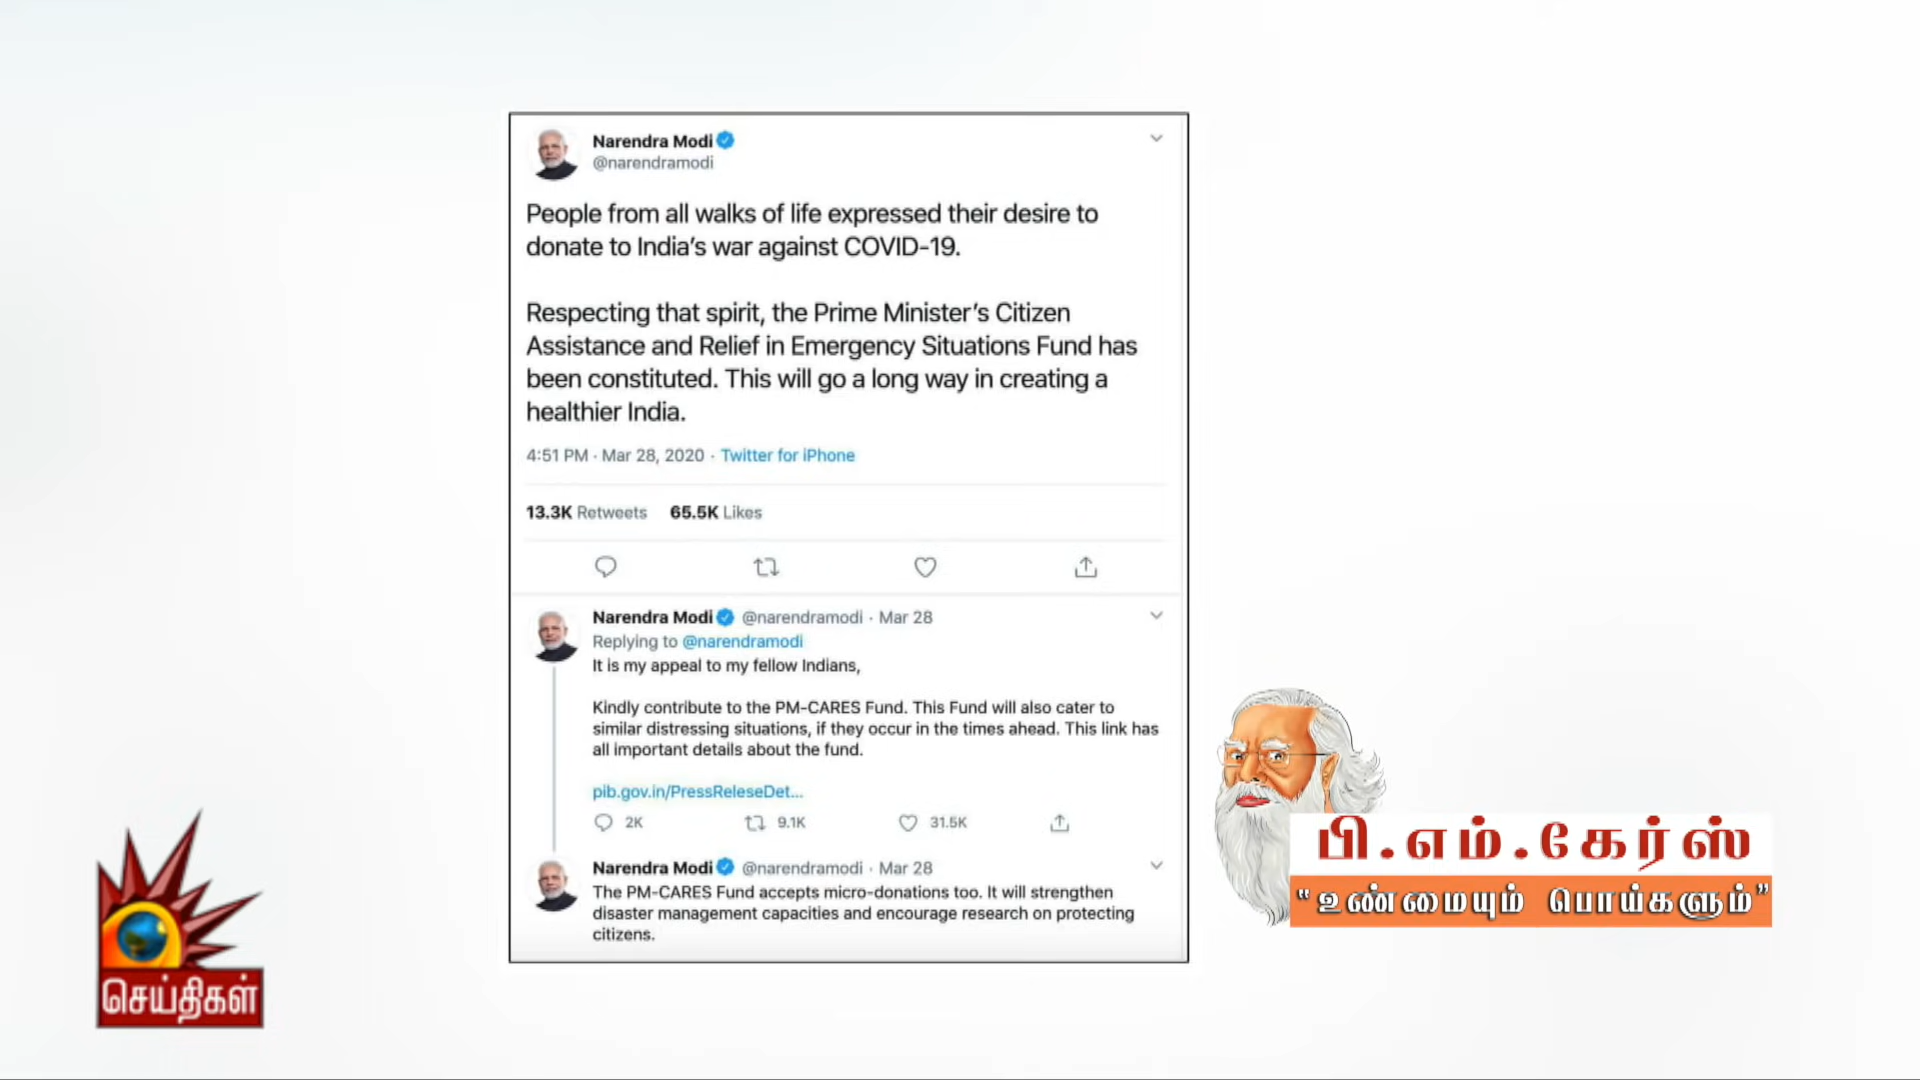 Narendra Modi
@narendramodi
People from all walks of life expressed their desire to
donate to India's war against COVID-19.
Respecting that spirit, the Prime Minister's Citizen
Assistance and Relief in Emergency Situations Fund has
been constituted. This will go a long way in creating a
healthier India.
4:51 PM · Mar 28, 2020 · Twitter for iPhone
13.3K Retweets 65.5K Likes
Narendra Modi @narendramodi · Mar 28
Replying to @narendramodi
It is my appeal to my fellow Indians,
Kindly contribute to the PM-CARES Fund. This Fund will also cater to
similar distressing situations, if they occur in the times ahead. This link has
all important details about the fund.
pib.gov.in/PressReleseDet...
2K 9.1K 31.5K
Narendra Modi @narendramodi · Mar 28
The PM-CARES Fund accepts micro-donations too. It will strengthen
disaster management capacities and encourage research on protecting
citizens.
பி.எம்.கேர்ஸ்
"உண்மையும் பொய்களும்"
செய்திகள்